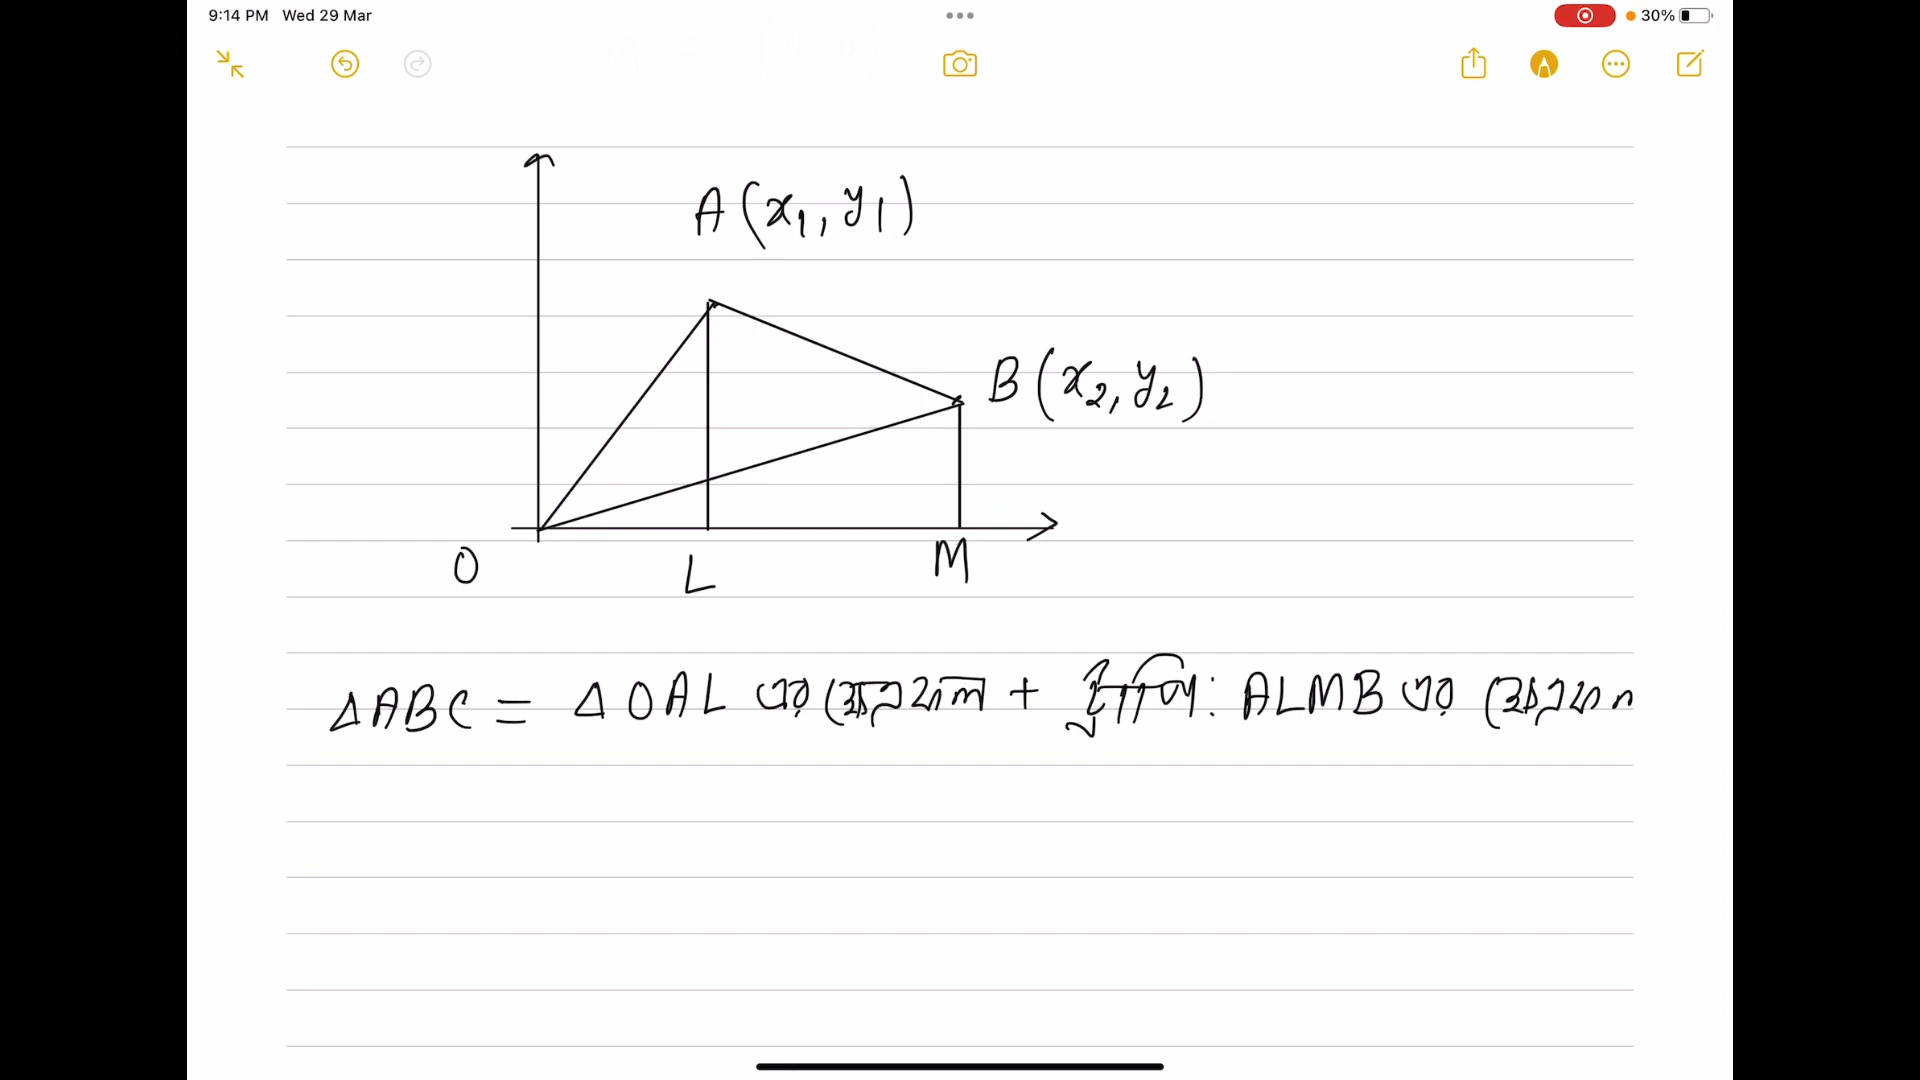 9:14 PM Wed 29 Mar
30%
A(x₁, y₁)
B(x₂, y₂)
O
L
M
ΔABC = ΔOAL এর ক্ষেত্রফল + ALMB এর ক্ষেত্রফল